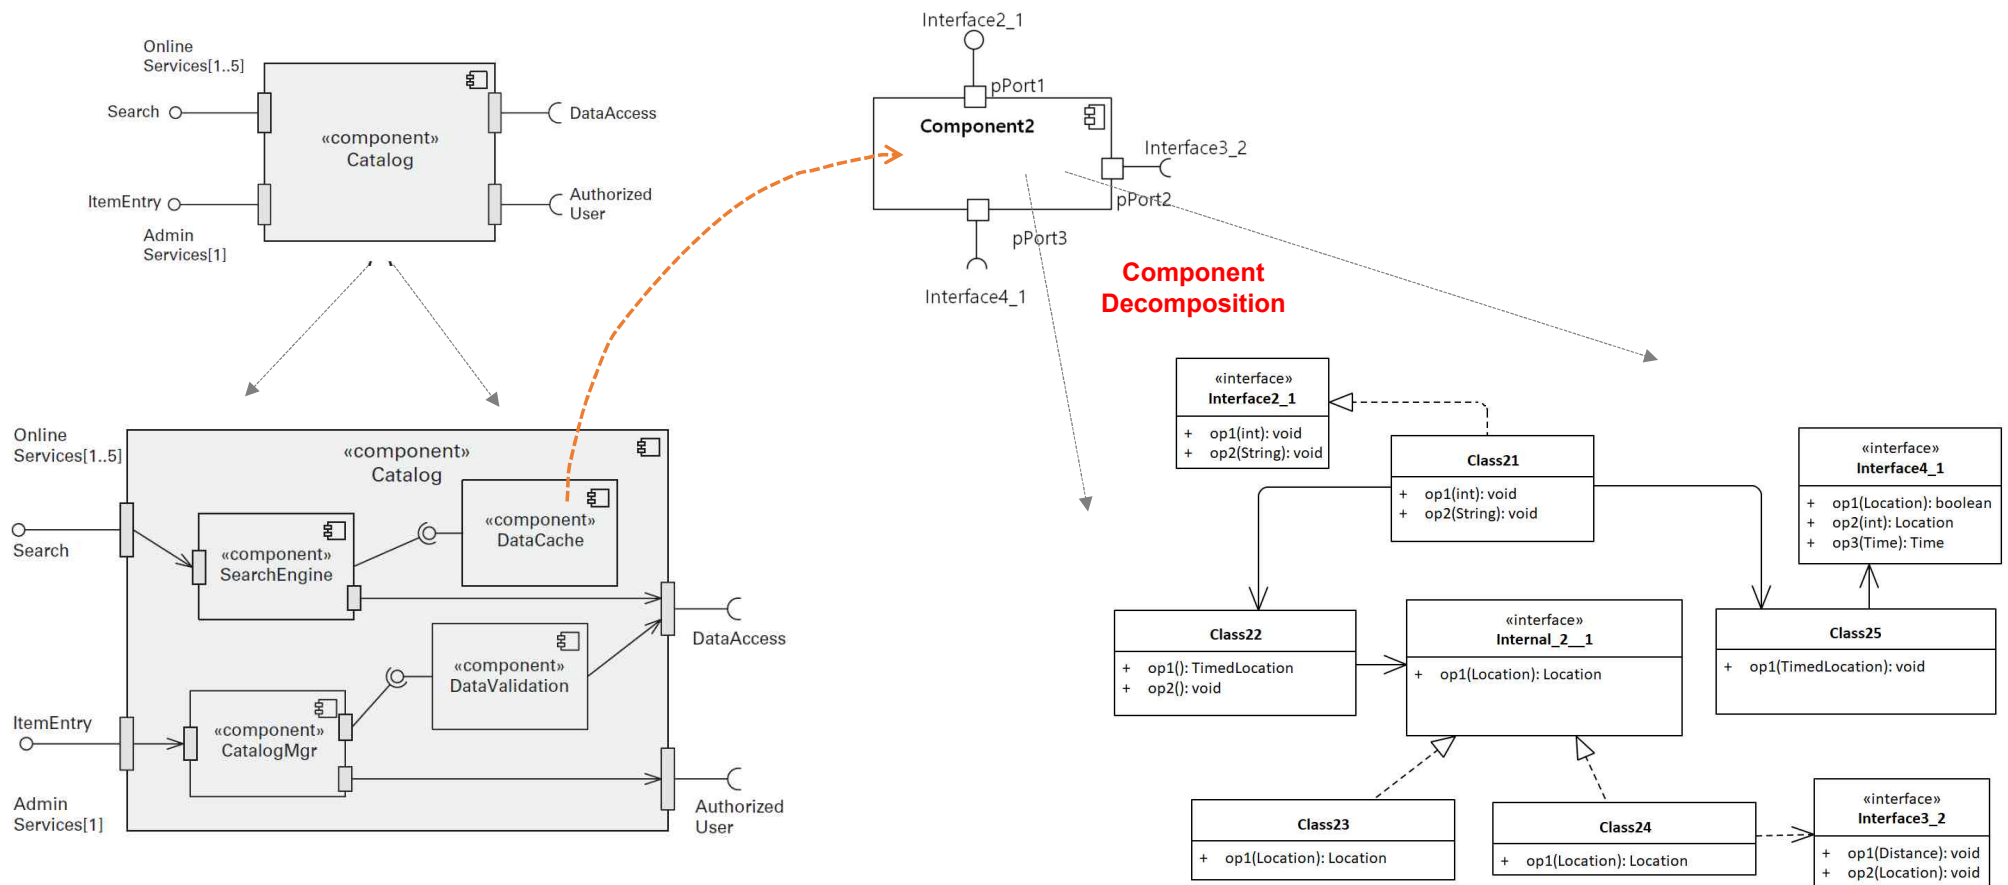 Online
Services[1..5]
Search
ItemEntry
Admin
Services[1]
«component»
Catalog
DataAccess
Authorized
User
Interface2_1
pPort1
Component2
Interface3_2
pPort2
pPort3
Interface4_1
Component
Decomposition
Online
Services[1..5]
Search
ItemEntry
Admin
Services[1]
«component»
Catalog
«component»
DataCache
«component»
SearchEngine
«component»
DataValidation
«component»
CatalogMgr
DataAccess
Authorized
User
«interface»
Interface2_1
+ op1(int): void
+ op2(String): void
Class21
+ op1(int): void
+ op2(String): void
«interface»
Interface4_1
+ op1(Location): boolean
+ op2(int): Location
+ op3(Time): Time
Class22
+ op1(): TimedLocation
+ op2(): void
«interface»
Internal_2__1
+ op1(Location): Location
Class25
+ op1(TimedLocation): void
Class23
+ op1(Location): Location
Class24
+ op1(Location): Location
«interface»
Interface3_2
+ op1(Distance): void
+ op2(Location): void